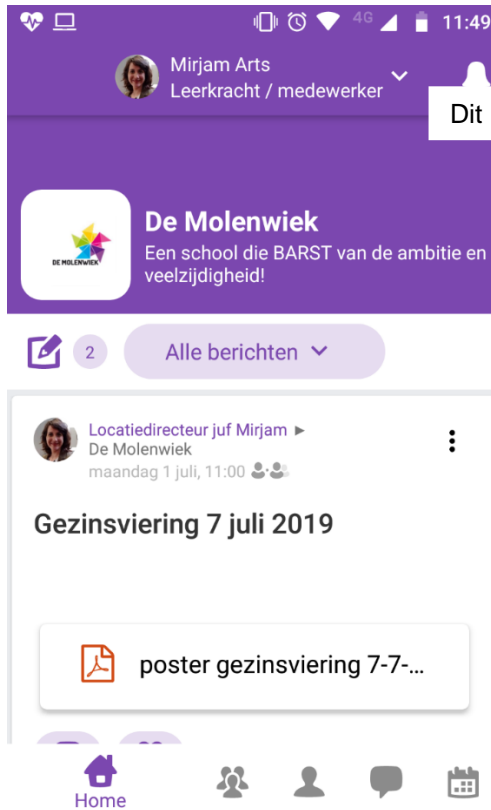 4G 11:49
Mirjam Arts
Leerkracht / medewerker
Dit
De Molenwiek
DE MOLENWIEK
Een school die BARST van de ambitie en
veelzijdigheid!
2 Alle berichten
Locatiedirecteur juf Mirjam ►
De Molenwiek
maandag 1 juli, 11:00
Gezinsviering 7 juli 2019
poster gezinsviering 7-7-...
Home